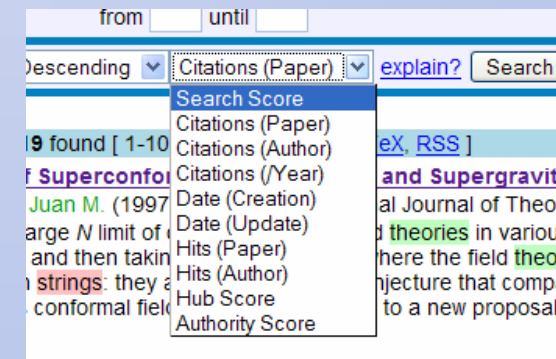 from until
Descending Citations (Paper) explain? Search
Search Score
Citations (Paper)
Citations (Author)
Citations (/Year)
Date (Creation)
Date (Update)
Hits (Paper)
Hits (Author)
Hub Score
Authority Score
9 found [ 1-10 eX, RSS ]
f Superconfor and Supergravit
Juan M. (1997 al Journal of Theo
arge N limit of d theories in variou
and then takin where the field theo
strings: they a njecture that comp
conformal field to a new proposal